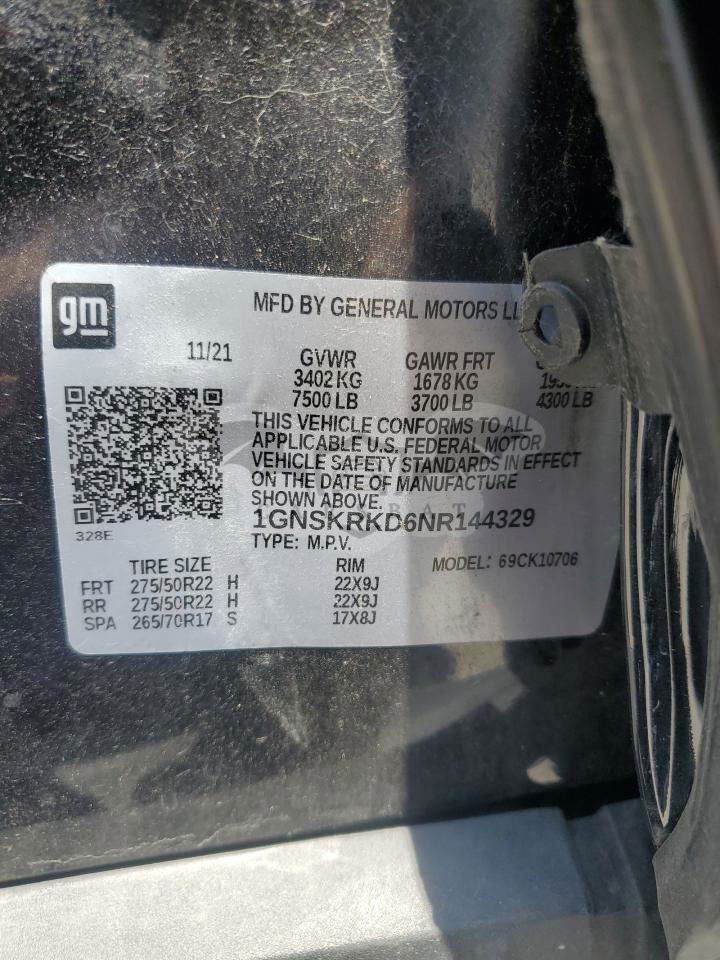 gm
MFD BY GENERAL MOTORS
11/21
GVWR GAWR FRT
3402 KG 1678 KG
7500 LB 3700 LB 4300 LB
THIS VEHICLE CONFORMS TO ALL
APPLICABLE U.S. FEDERAL MOTOR
VEHICLE SAFETY STANDARDS IN EFFECT
ON THE DATE OF MANUFACTURE
SHOWN ABOVE.
1GNSKRKD6NR144329
TYPE: M.P.V. MODEL: 69CK10706
328E
TIRE SIZE RIM
FRT 275/50R22 H 22X9J
RR 275/50R22 H 22X9J
SPA 265/70R17 S 17X8J